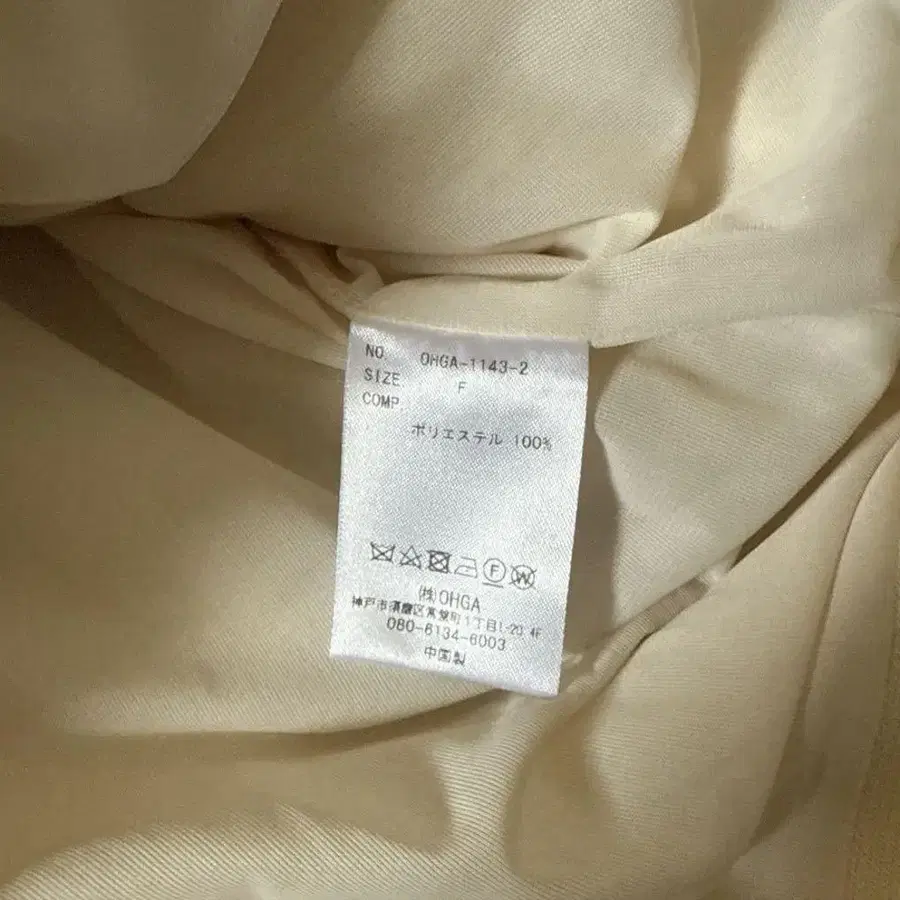 NO OHGA-1143-2
SIZE F
COMP.
ポリエステル 100%
F W
(株)OHGA
神戸市須磨区常盤町1丁目1-20 4F
080-6134-6003
中国製